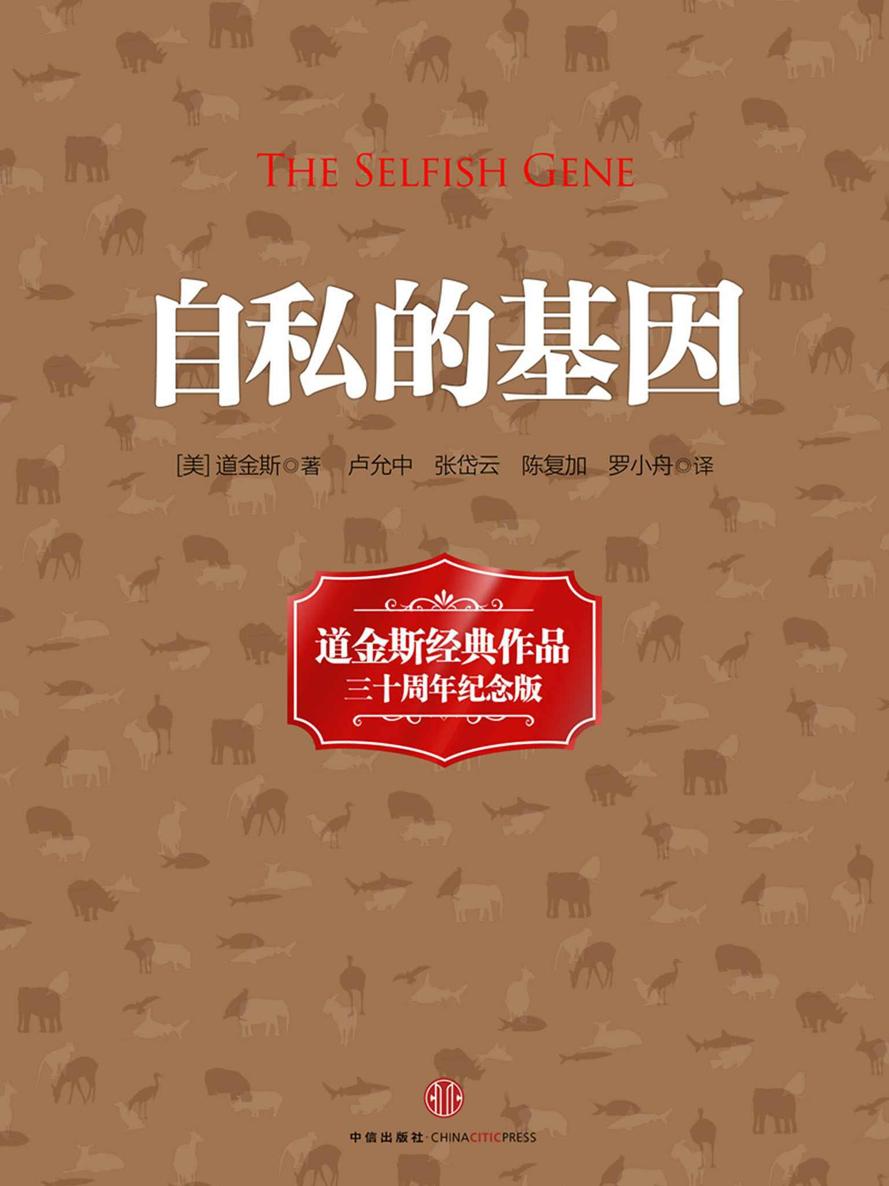 THE SELFISH GENE
自私的基因
[美]道金斯◎著 卢允中 张岱云 陈复加 罗小舟◎译
道金斯经典作品
三十周年纪念版
中信出版社·CHINACITICPRESS